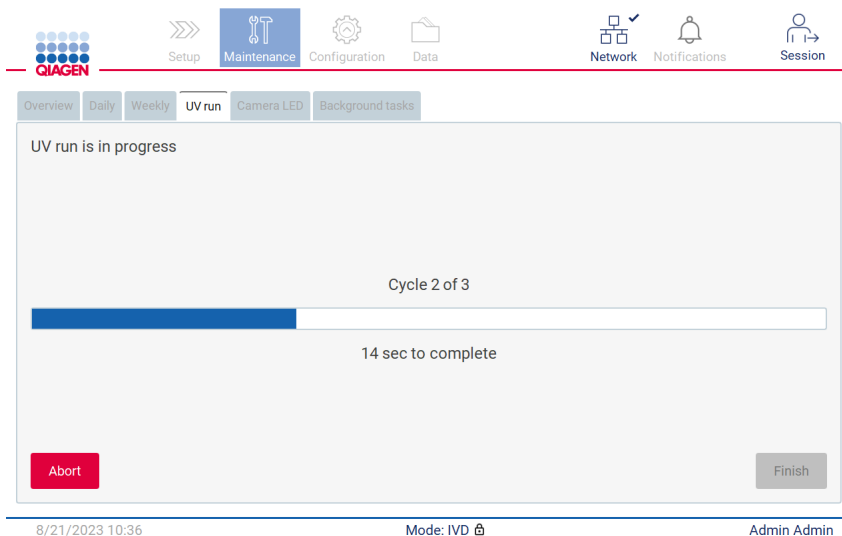 QIAGEN
Setup Maintenance Configuration Data Network Notifications Session
Overview Daily Weekly UV run Camera LED Background tasks
UV run is in progress
Cycle 2 of 3
14 sec to complete
Abort Finish
8/21/2023 10:36 Mode: IVD Admin Admin